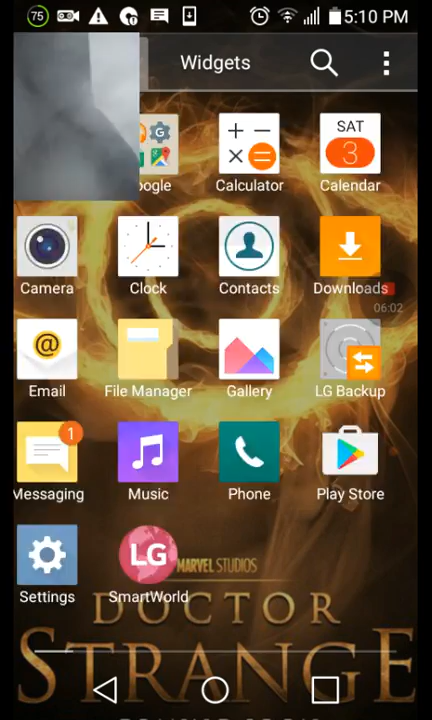 75 5:10 PM
Widgets
oogle
Calculator
SAT
3
Calendar
Camera
Clock
Contacts
Downloads
06:02
Email
File Manager
Gallery
LG Backup
1
Messaging
Music
Phone
Play Store
Settings
LG
SmartWorld
MARVEL STUDIOS
DOCTOR
STRANGE